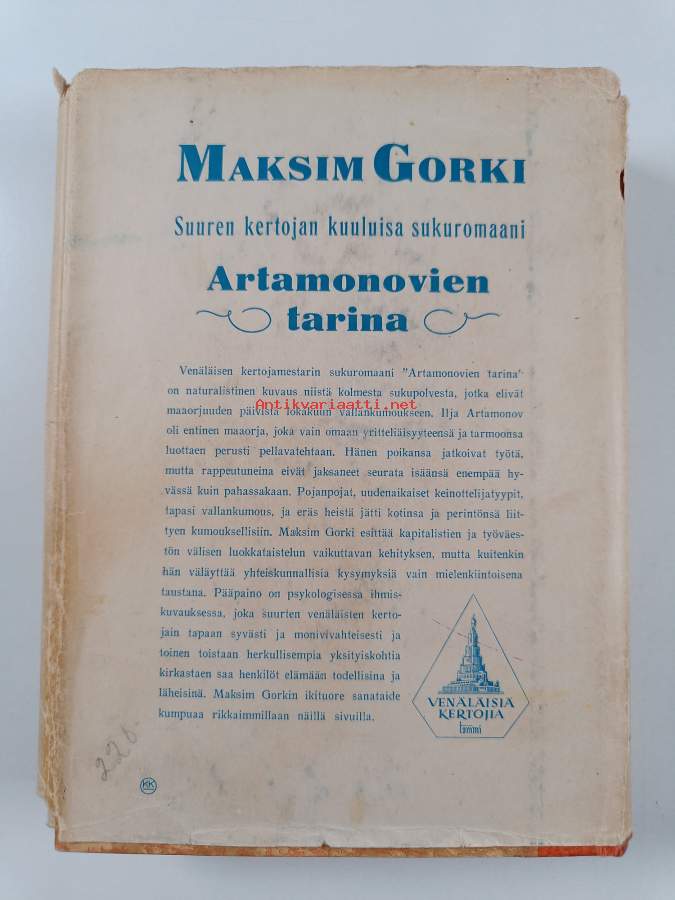 MAKSIM GORKI
Suuren kertojan kuuluisa sukuromaani
Artamonovien
tarina
Venäläisen kertojamestarin sukuromaani "Artamonovien tarina"
on naturalistinen kuvaus niistä kolmesta sukupolvesta, jotka elivät
Antikvariaatti.net
maaorjuuden päivistä lokakuun vallankumoukseen. Ilja Artamonov
oli entinen maaorja, joka vain omaan yritteliäisyyteensä ja tarmoonsa
luottaen perusti pellavatehtaan. Hänen poikansa jatkoivat työtä,
mutta rappeutuneina eivät jaksaneet seurata isäänsä enempää hy-
vässä kuin pahassakaan. Pojanpojat, uudenaikaiset keinottelijatyypit,
tapasi vallankumous, ja eräs heistä jätti kotinsa ja perintönsä liit-
tyen kumouksellisiin. Maksim Gorki esittää kapitalistien ja työväes-
tön välisen luokkataistelun vaikuttavan kehityksen, mutta kuitenkin
hän väläyttää yhteiskunnallisia kysymyksiä vain mielenkiintoisena
taustana. Pääpaino on psykologisessa ihmis-
kuvauksessa, joka suurten venäläisten kerto-
jain tapaan syvästi ja monivivahteisesti ja
toinen toistaan herkullisempia yksityiskohtia
kirkastaen saa henkilöt elämään todellisina ja
läheisinä. Maksim Gorkin ikituore sanataide
kumpuaa rikkaimmillaan näillä sivuilla.
VENÄLÄISIÄ
KERTOJIA
tammi
220.
KK